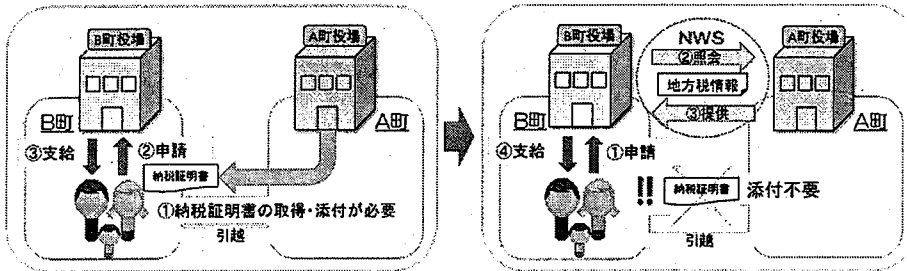 B町役場
A町役場
B町
A町
③支給
②申請
納税証明書
①納税証明書の取得・添付が必要
引越
B町役場
NWS
A町役場
②照会
地方税情報
③提供
B町
A町
④支給
①申請
!!
納税証明書
添付不要
引越